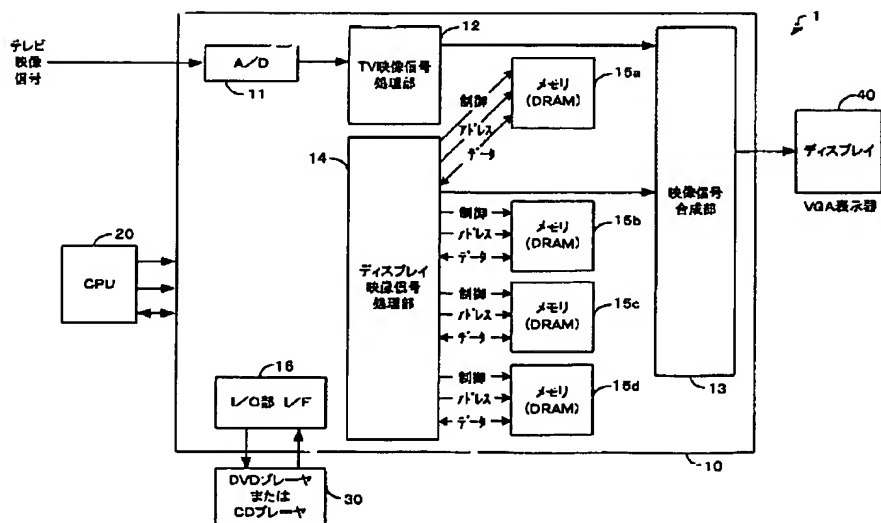 1
テレビ
映像
信号
A/D
11
12
TV映像信号
処理部
制御
アドレス
データ
メモリ
(DRAM)
15a
14
ディスプレイ
映像信号
処理部
制御
アドレス
データ
メモリ
(DRAM)
15b
制御
アドレス
データ
メモリ
(DRAM)
15c
制御
アドレス
データ
メモリ
(DRAM)
15d
映像信号
合成部
13
40
ディスプレイ
VGA表示器
20
CPU
16
I/O部 I/F
10
DVDプレーヤ
または
CDプレーヤ
30